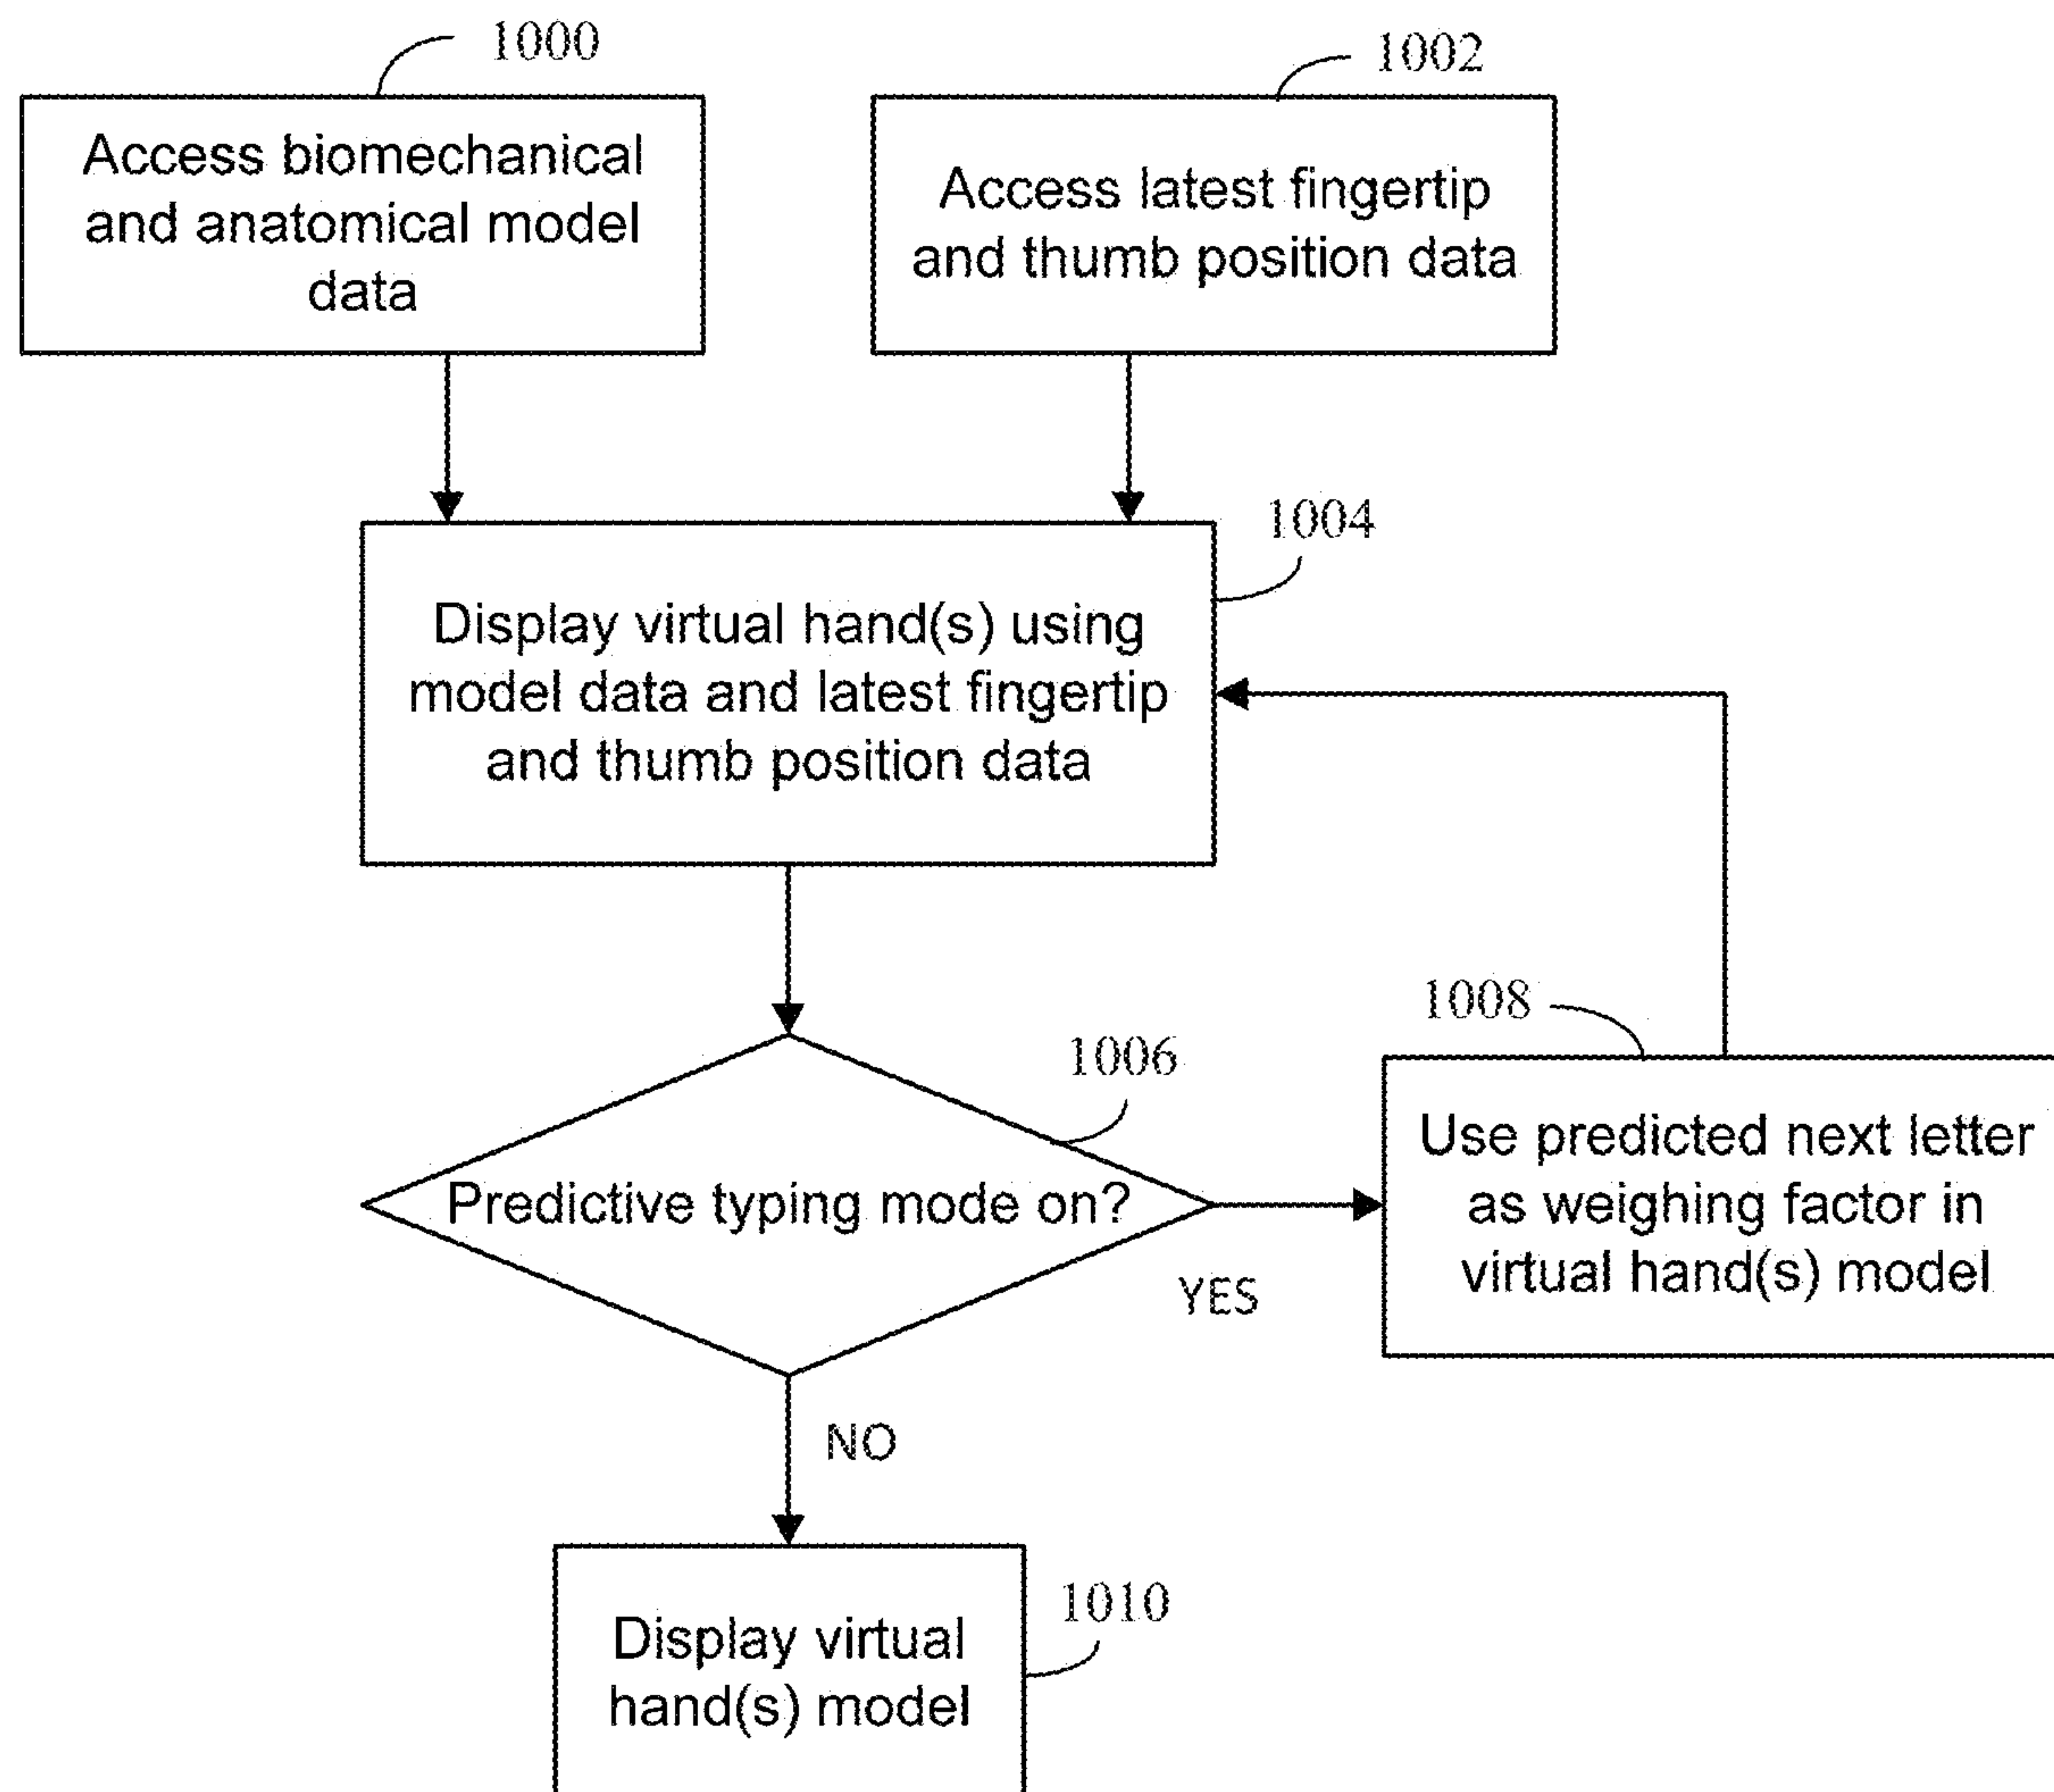 1000
1002
Access biomechanical
and anatomical model
data
Access latest fingertip
and thumb position data
1004
Display virtual hand(s) using
model data and latest fingertip
and thumb position data
1006
Predictive typing mode on?
YES
NO
1008
Use predicted next letter
as weighing factor in
virtual hand(s) model
1010
Display virtual
hand(s) model